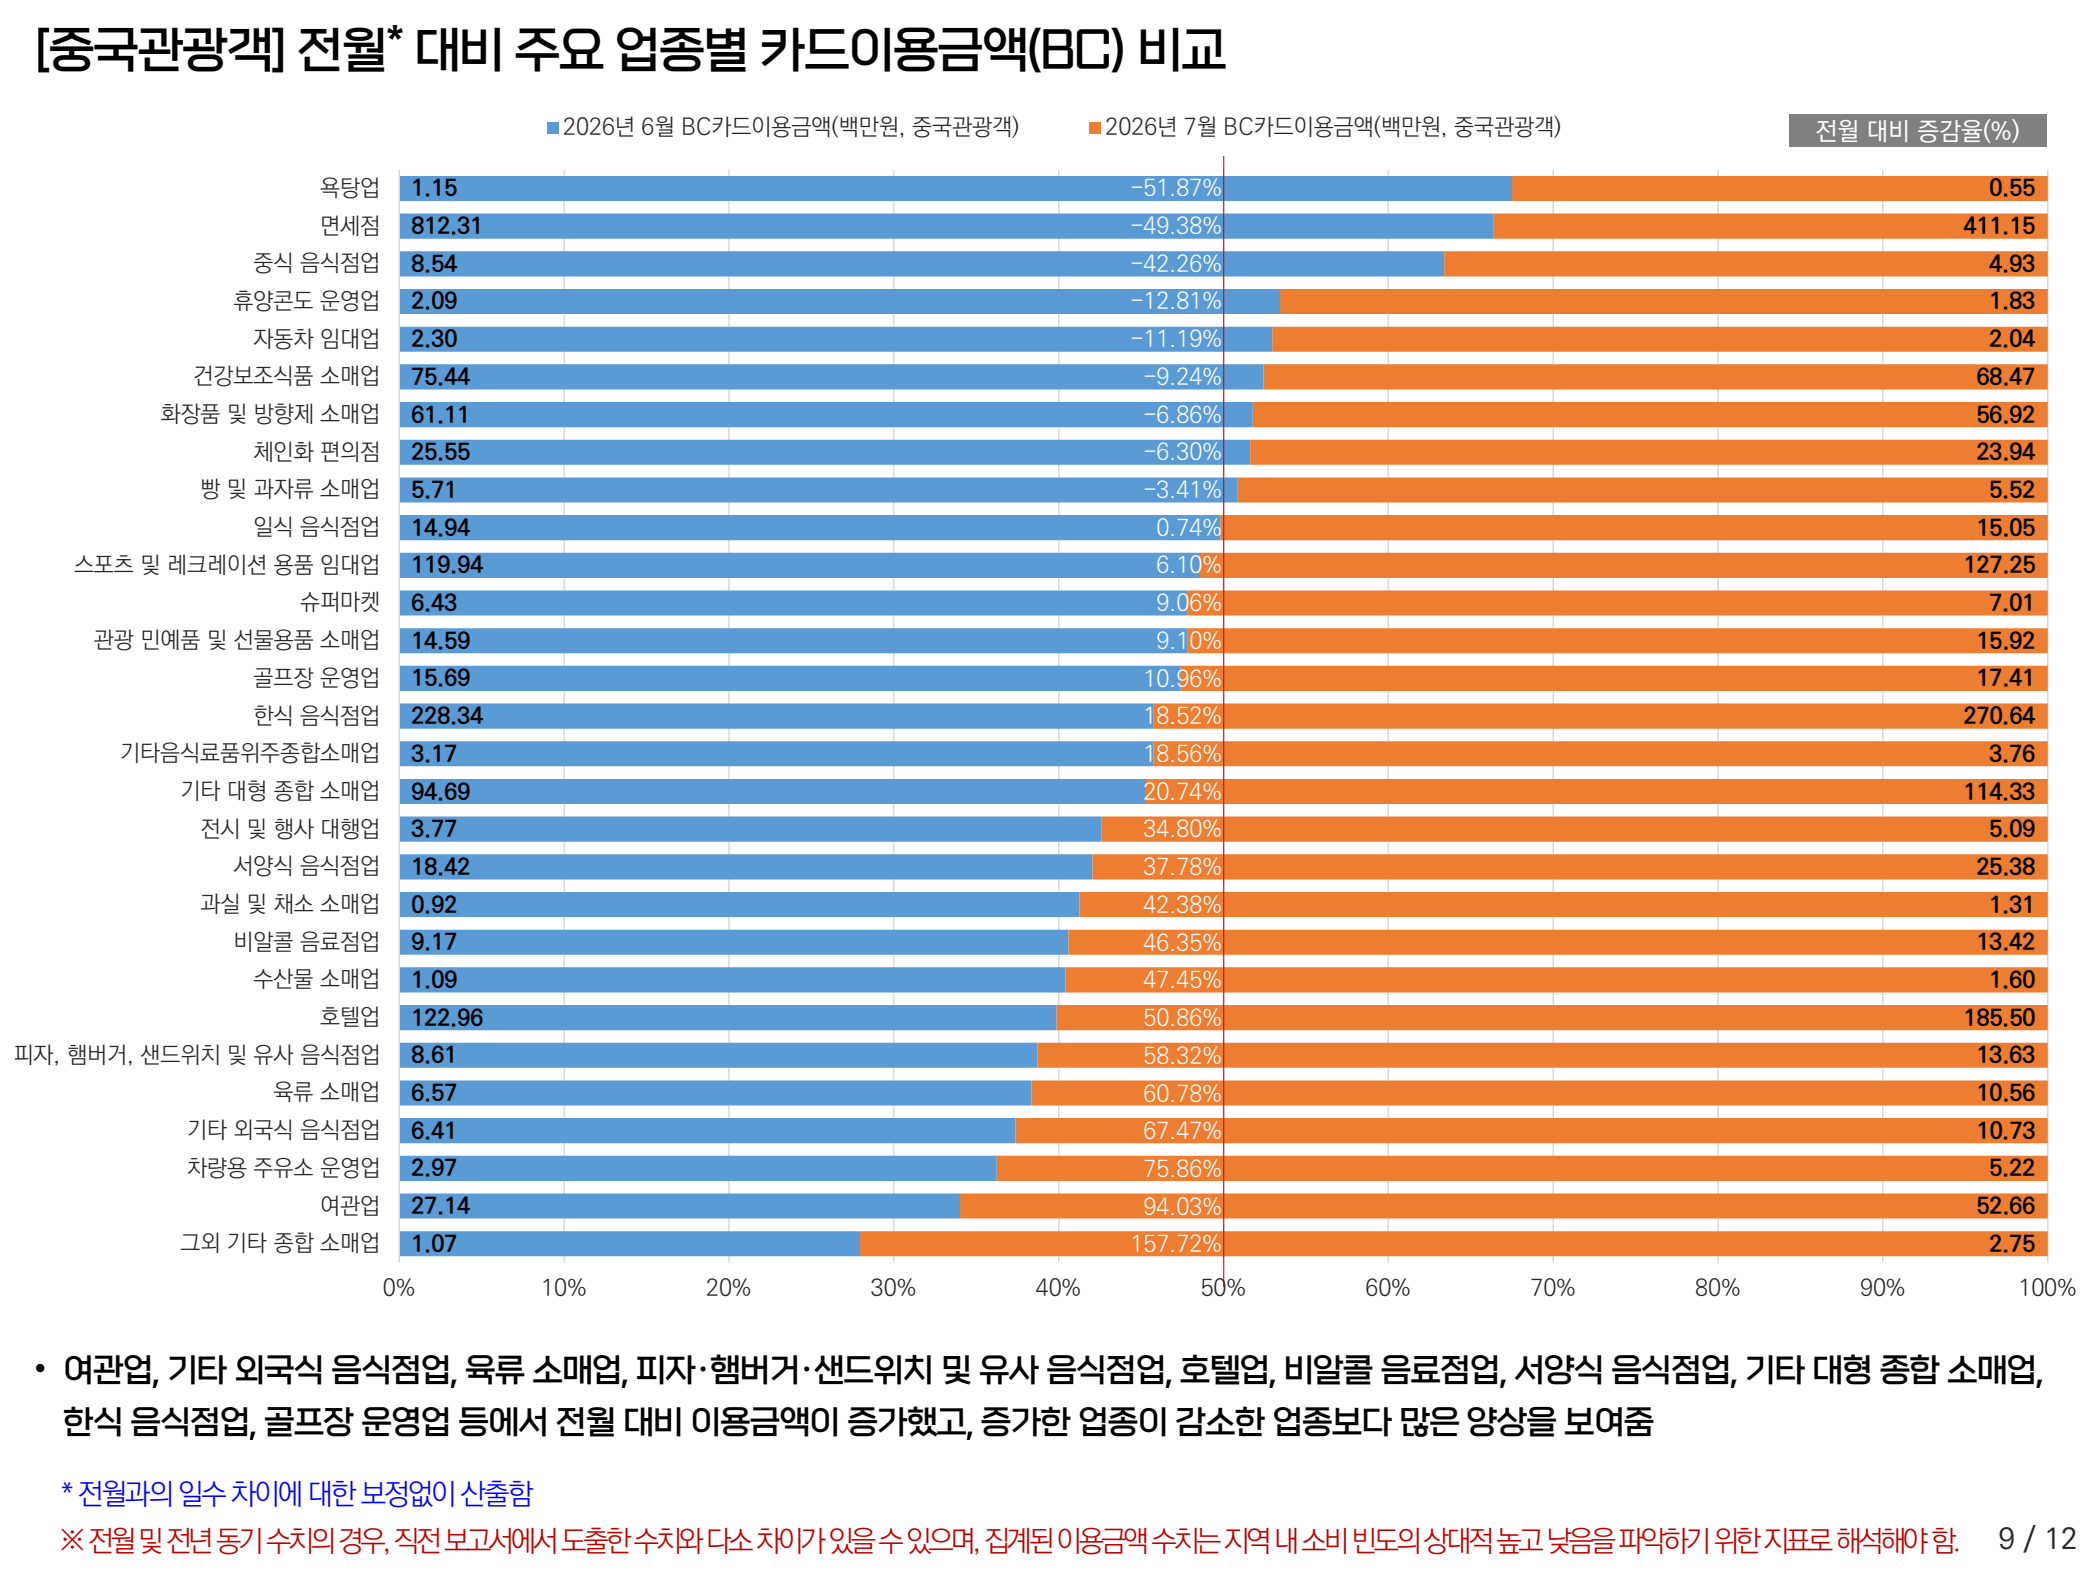 [중국관광객] 전월* 대비 주요 업종별 카드이용금액(BC) 비교
2026년 6월 BC카드이용금액(백만원, 중국관광객) 2026년 7월 BC카드이용금액(백만원, 중국관광객) 전월 대비 증감율(%)
욕탕업 1.15 -51.87% 0.55
면세점 812.31 -49.38% 411.15
중식 음식점업 8.54 -42.26% 4.93
휴양콘도 운영업 2.09 -12.81% 1.83
자동차 임대업 2.30 -11.19% 2.04
건강보조식품 소매업 75.44 -9.24% 68.47
화장품 및 방향제 소매업 61.11 -6.86% 56.92
체인화 편의점 25.55 -6.30% 23.94
빵 및 과자류 소매업 5.71 -3.41% 5.52
일식 음식점업 14.94 0.74% 15.05
스포츠 및 레크레이션 용품 임대업 119.94 6.10% 127.25
슈퍼마켓 6.43 9.06% 7.01
관광 민예품 및 선물용품 소매업 14.59 9.10% 15.92
골프장 운영업 15.69 10.96% 17.41
한식 음식점업 228.34 18.52% 270.64
기타음식료품위주종합소매업 3.17 18.56% 3.76
기타 대형 종합 소매업 94.69 20.74% 114.33
전시 및 행사 대행업 3.77 34.80% 5.09
서양식 음식점업 18.42 37.78% 25.38
과실 및 채소 소매업 0.92 42.38% 1.31
비알콜 음료점업 9.17 46.35% 13.42
수산물 소매업 1.09 47.45% 1.60
호텔업 122.96 50.86% 185.50
피자, 햄버거, 샌드위치 및 유사 음식점업 8.61 58.32% 13.63
육류 소매업 6.57 60.78% 10.56
기타 외국식 음식점업 6.41 67.47% 10.73
차량용 주유소 운영업 2.97 75.86% 5.22
여관업 27.14 94.03% 52.66
그외 기타 종합 소매업 1.07 157.72% 2.75
0% 10% 20% 30% 40% 50% 60% 70% 80% 90% 100%
• 여관업, 기타 외국식 음식점업, 육류 소매업, 피자·햄버거·샌드위치 및 유사 음식점업, 호텔업, 비알콜 음료점업, 서양식 음식점업, 기타 대형 종합 소매업,
한식 음식점업, 골프장 운영업 등에서 전월 대비 이용금액이 증가했고, 증가한 업종이 감소한 업종보다 많은 양상을 보여줌
* 전월과의 일수 차이에 대한 보정없이 산출함
※ 전월 및 전년 동기 수치의 경우, 직전 보고서에서 도출한 수치와 다소 차이가 있을 수 있으며, 집계된 이용금액 수치는 지역 내 소비 빈도의 상대적 높고 낮음을 파악하기 위한 지표로 해석해야 함.
9 / 12